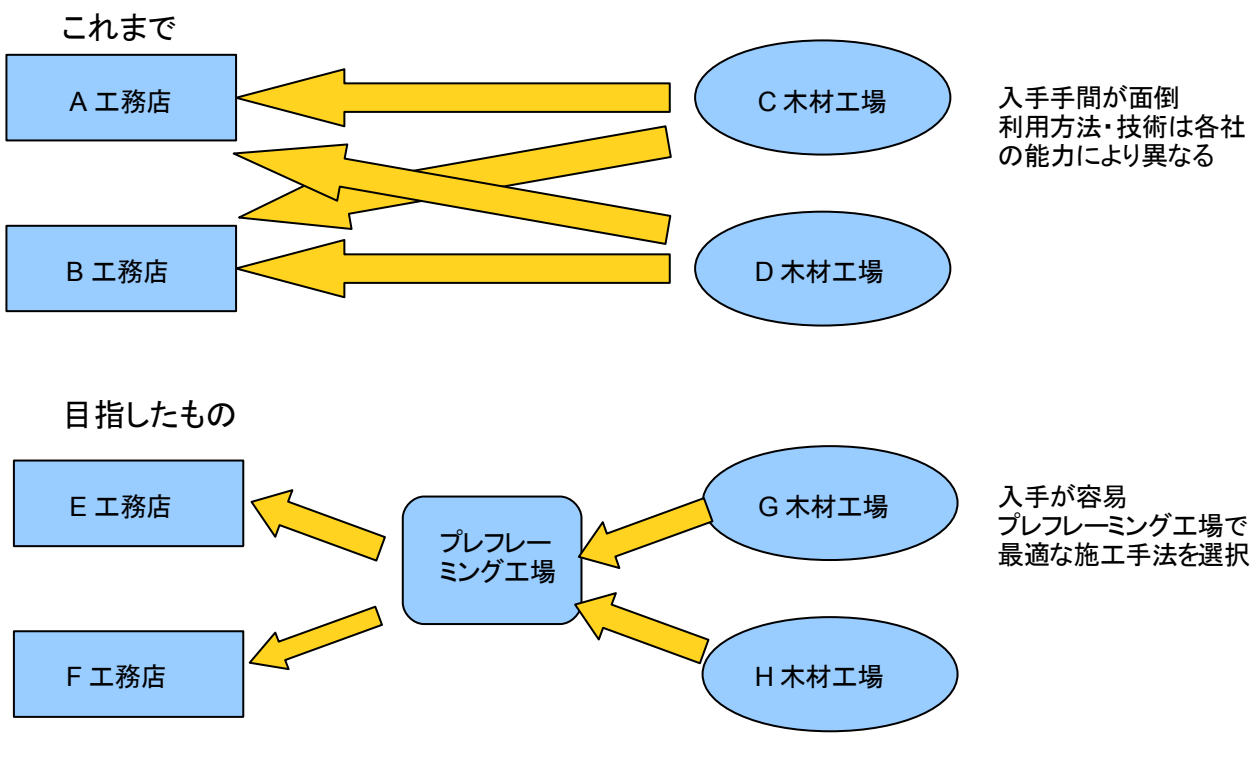 これまで
A 工務店
C 木材工場
入手手間が面倒
利用方法・技術は各社
の能力により異なる
B 工務店
D 木材工場
目指したもの
E 工務店
G 木材工場
入手が容易
プレフレーミング工場で
最適な施工手法を選択
プレフレー
ミング工場
F 工務店
H 木材工場